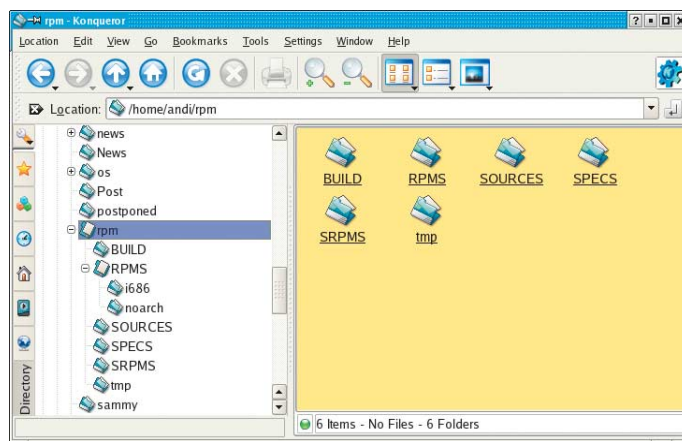 rpm - Konqueror
Location Edit View Go Bookmarks Tools Settings Window Help
Location: /home/andi/rpm
news
News
os
Post
postponed
rpm
BUILD
RPMS
i686
noarch
SOURCES
SPECS
SRPMS
tmp
sammy
Directory
BUILD RPMS SOURCES SPECS
SRPMS tmp
6 Items - No Files - 6 Folders